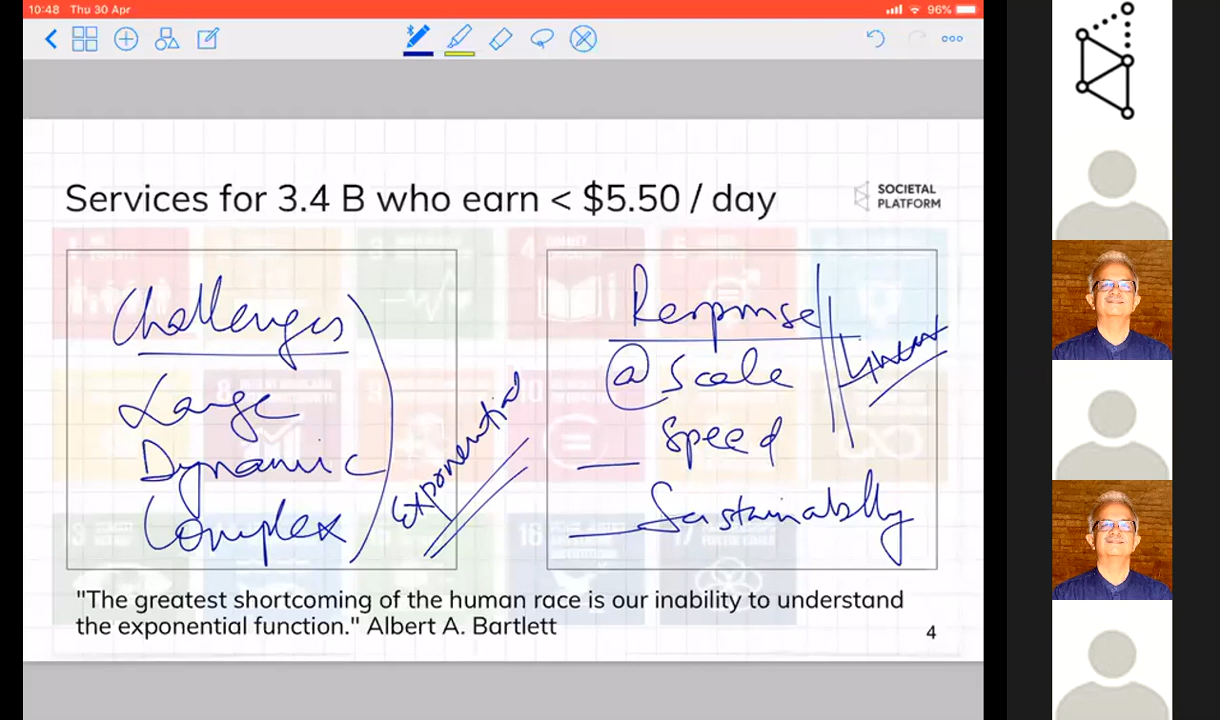 10:48 Thu 30 Apr
96%
Services for 3.4 B who earn < $5.50 / day
SOCIETAL
PLATFORM
Challenges
Large
Dynamic
Complex
Exponential
Response
@ Scale
Speed
Sustainably
Linear
"The greatest shortcoming of the human race is our inability to understand
the exponential function." Albert A. Bartlett
4